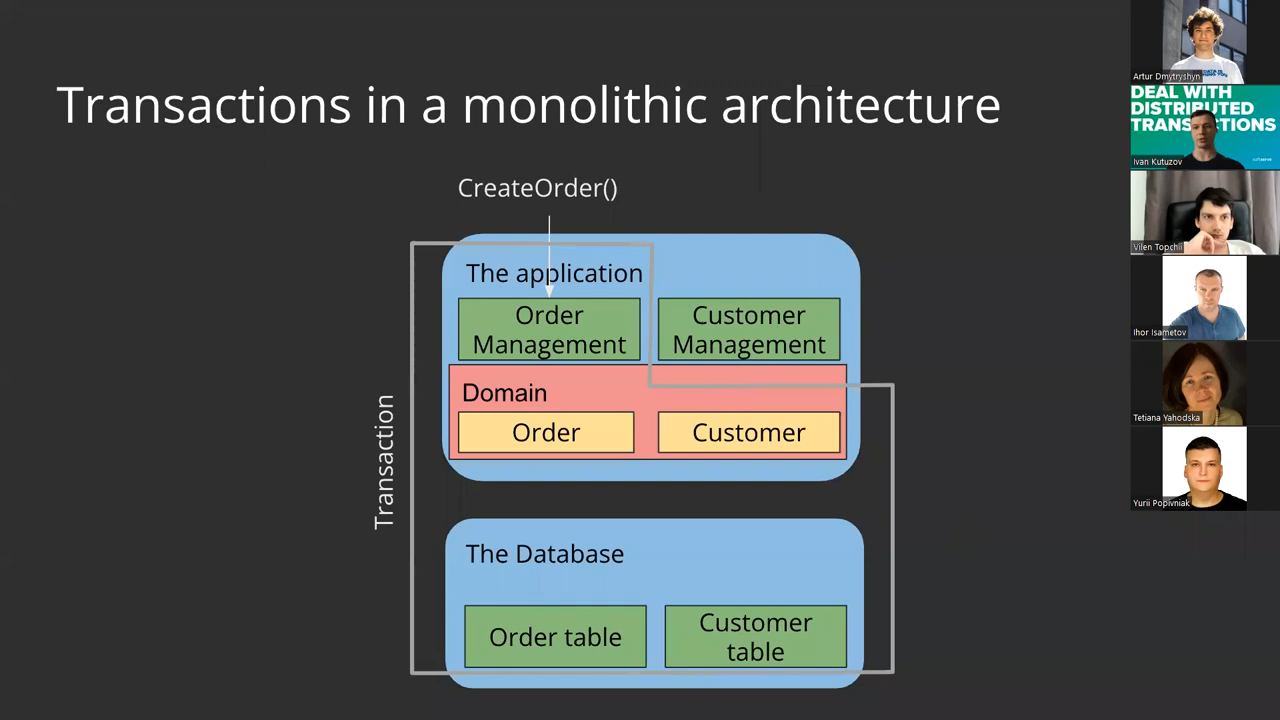 Transactions in a monolithic architecture
CreateOrder()
The application
Order
Management
Customer
Management
Domain
Order
Customer
Transaction
The Database
Order table
Customer
table
Artur Dmytryshyn
DEAL WITH
DISTRIBUTED
TRANSACTIONS
softserve
Ivan Kutuzov
Vilen Topchii
Ihor Isametov
Tetiana Yahodska
Yurii Popivniak